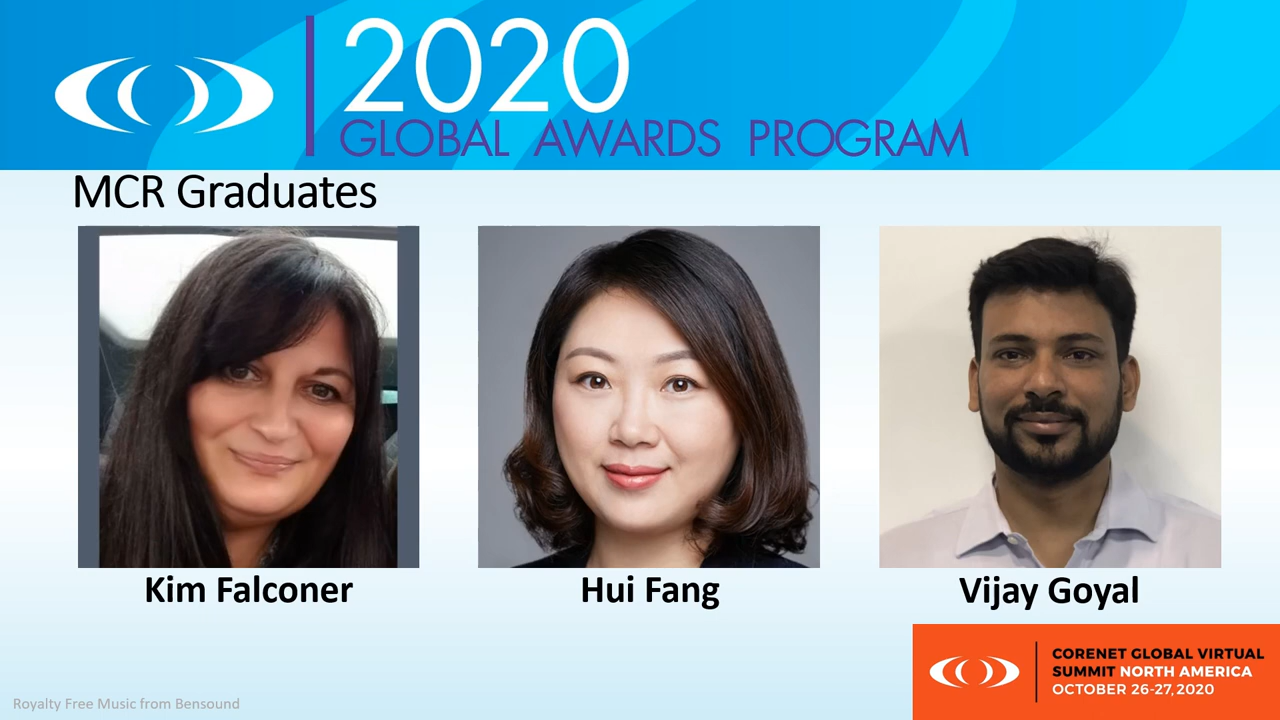 2020
GLOBAL AWARDS PROGRAM
MCR Graduates
Kim Falconer
Hui Fang
Vijay Goyal
CORENET GLOBAL VIRTUAL
SUMMIT NORTH AMERICA
OCTOBER 26-27, 2020
Royalty Free Music from Bensound